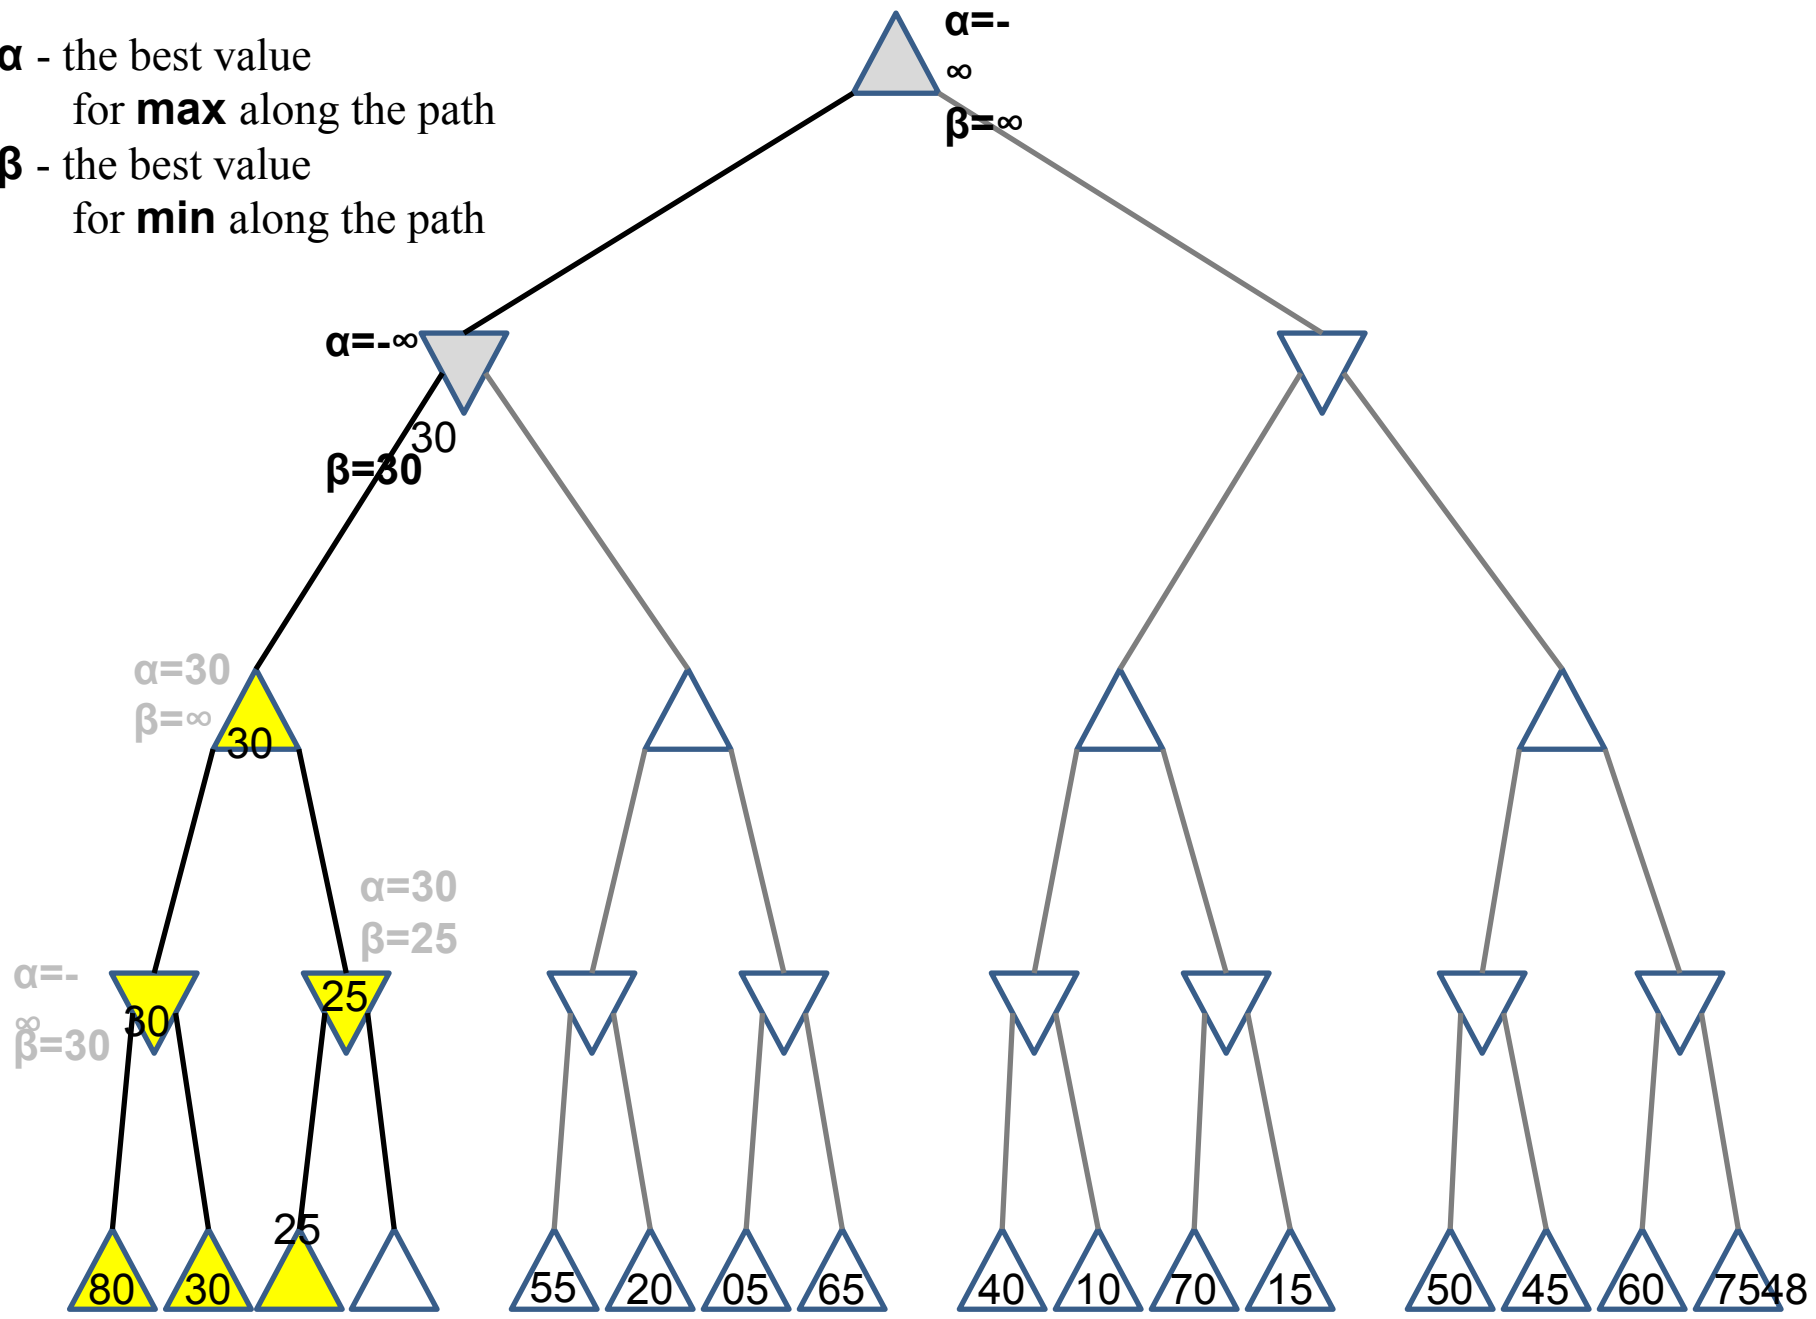 α - the best value
for max along the path
β - the best value
for min along the path
α=-
∞
β=∞
α=-∞
30
β=30
α=30
β=∞
30
α=30
β=25
α=-
∞
β=30
30
25
25
80 30 55 20 05 65 40 10 70 15 50 45 60 75 48